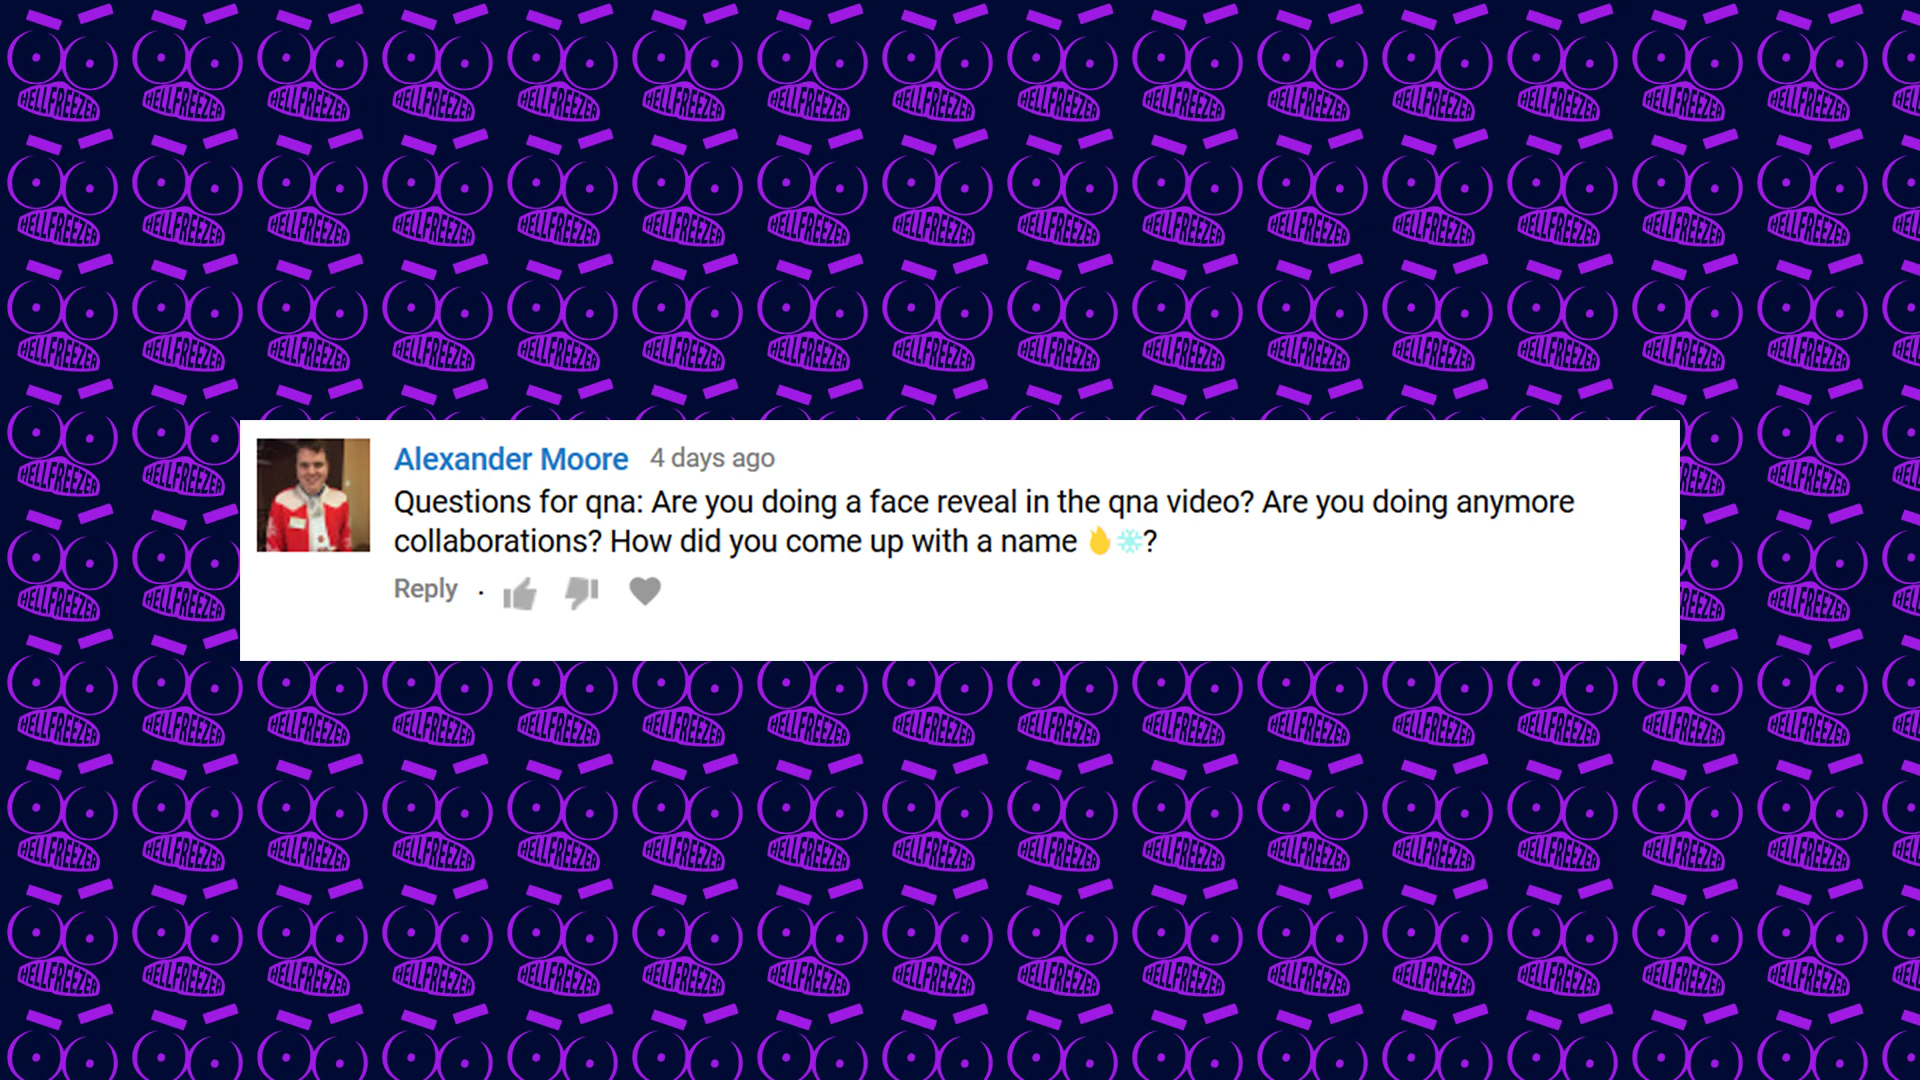 HELLFREEZER
Alexander Moore 4 days ago
Questions for qna: Are you doing a face reveal in the qna video? Are you doing anymore
collaborations? How did you come up with a name 🔥❄?
Reply ·